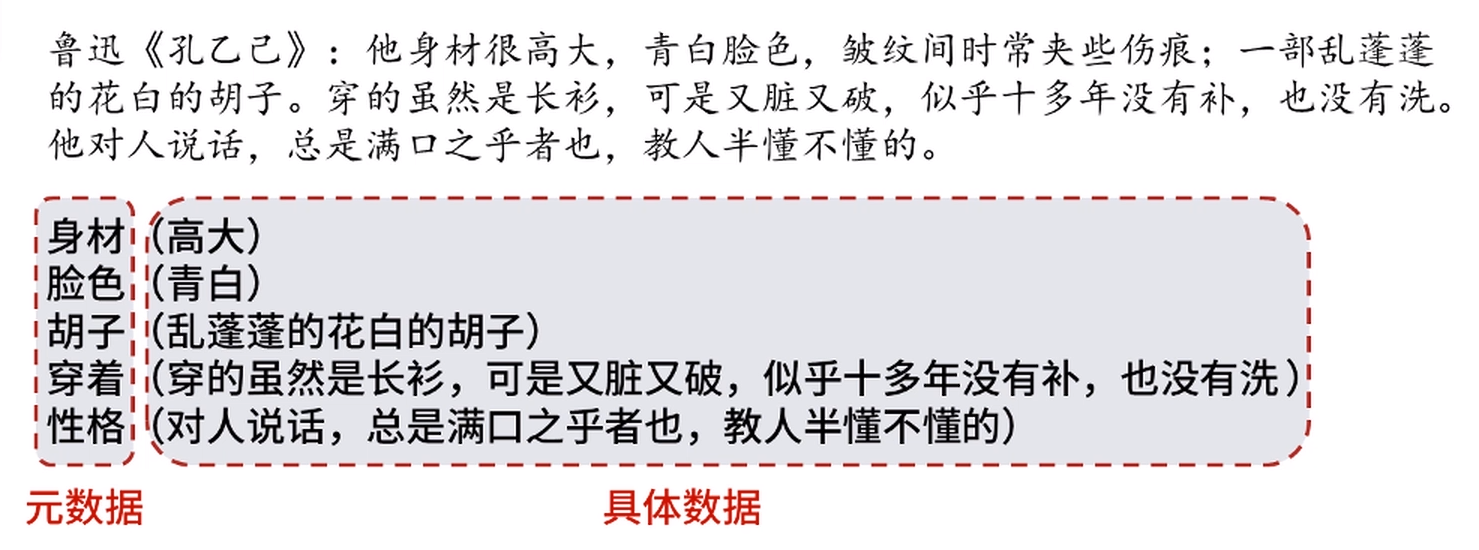 鲁迅《孔乙己》：他身材很高大，青白脸色，皱纹间时常夹些伤痕；一部乱蓬蓬
的花白的胡子。穿的虽然是长衫，可是又脏又破，似乎十多年没有补，也没有洗。
他对人说话，总是满口之乎者也，教人半懂不懂的。
身材（高大）
脸色（青白）
胡子（乱蓬蓬的花白的胡子）
穿着（穿的虽然是长衫，可是又脏又破，似乎十多年没有补，也没有洗）
性格（对人说话，总是满口之乎者也，教人半懂不懂的）
元数据 具体数据